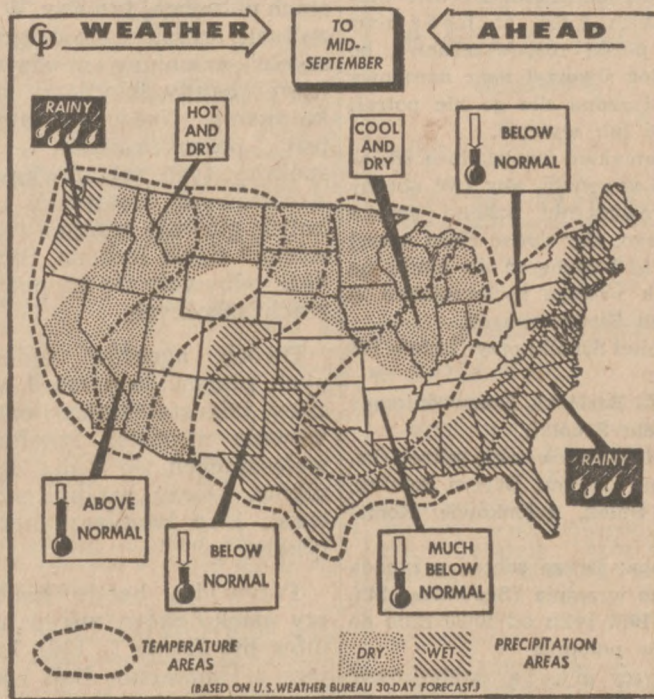 CP WEATHER
TO
MID-
SEPTEMBER
AHEAD
RAINY
HOT
AND
DRY
COOL
AND
DRY
BELOW
NORMAL
RAINY
ABOVE
NORMAL
BELOW
NORMAL
MUCH
BELOW
NORMAL
TEMPERATURE
AREAS
DRY
WET
PRECIPITATION
AREAS
(BASED ON U.S. WEATHER BUREAU 30-DAY FORECAST.)